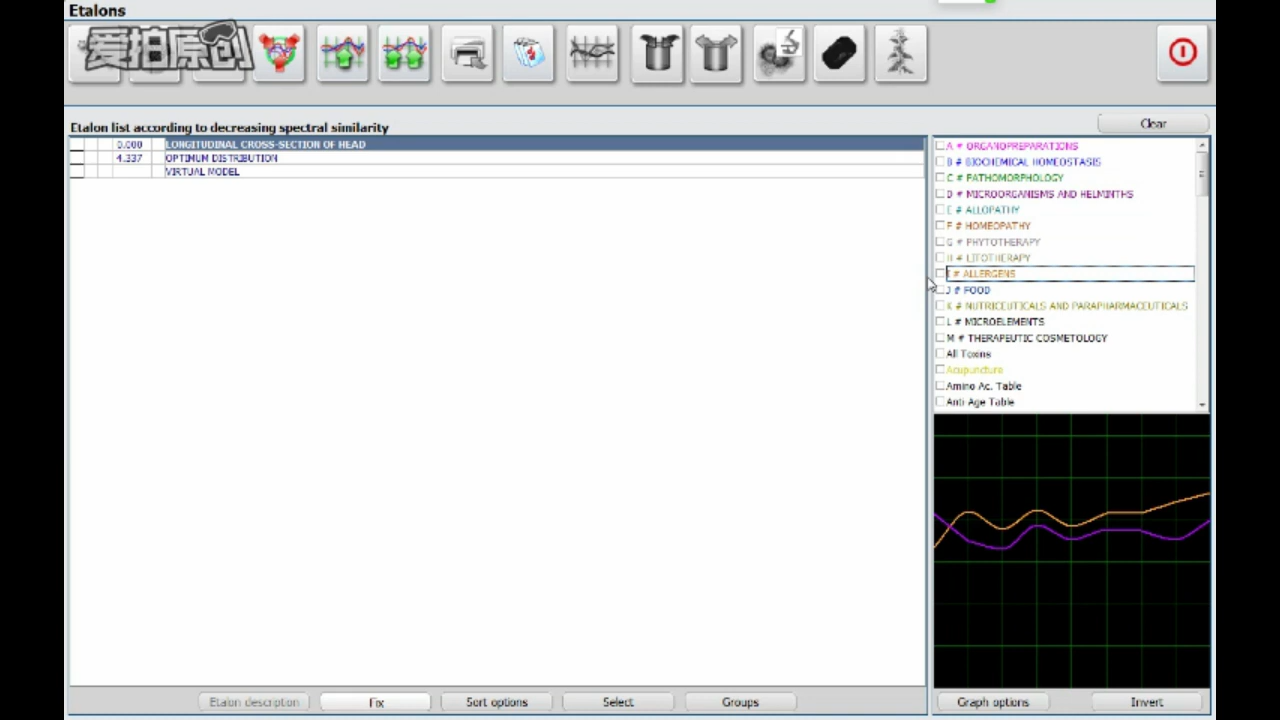 Etalons
爱拍原创
Etalon list according to decreasing spectral similarity
Clear
0.000 LONGITUDINAL CROSS-SECTION OF HEAD
4.337 OPTIMUM DISTRIBUTION
VIRTUAL MODEL
A # ORGANOPREPARATIONS
B # BIOCHEMICAL HOMEOSTASIS
C # PATHOMORPHOLOGY
D # MICROORGANISMS AND HELMINTHS
E # ALLOPATHY
F # HOMEOPATHY
G # PHYTOTHERAPY
H # LITOTHERAPY
I # ALLERGENS
J # FOOD
K # NUTRICEUTICALS AND PARAPHARMACEUTICALS
L # MICROELEMENTS
M # THERAPEUTIC COSMETOLOGY
All Toxins
Acupuncture
Amino Ac. Table
Anti Age Table
Etalon description
Fix
Sort options
Select
Groups
Graph options
Invert